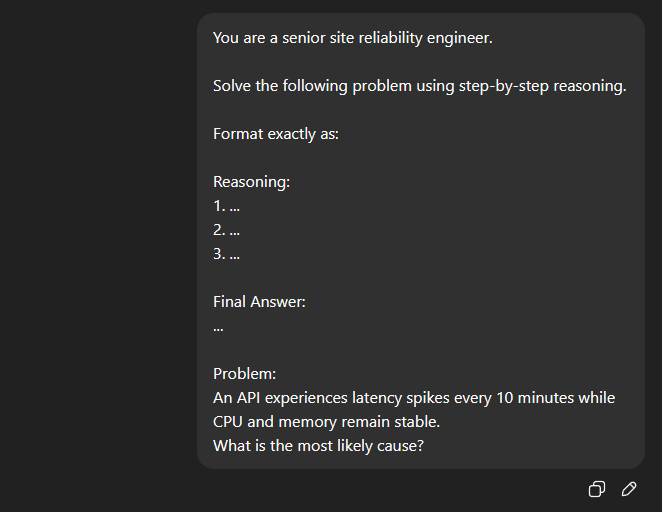 You are a senior site reliability engineer.
Solve the following problem using step-by-step reasoning.
Format exactly as:
Reasoning:
1. ...
2. ...
3. ...
Final Answer:
...
Problem:
An API experiences latency spikes every 10 minutes while
CPU and memory remain stable.
What is the most likely cause?